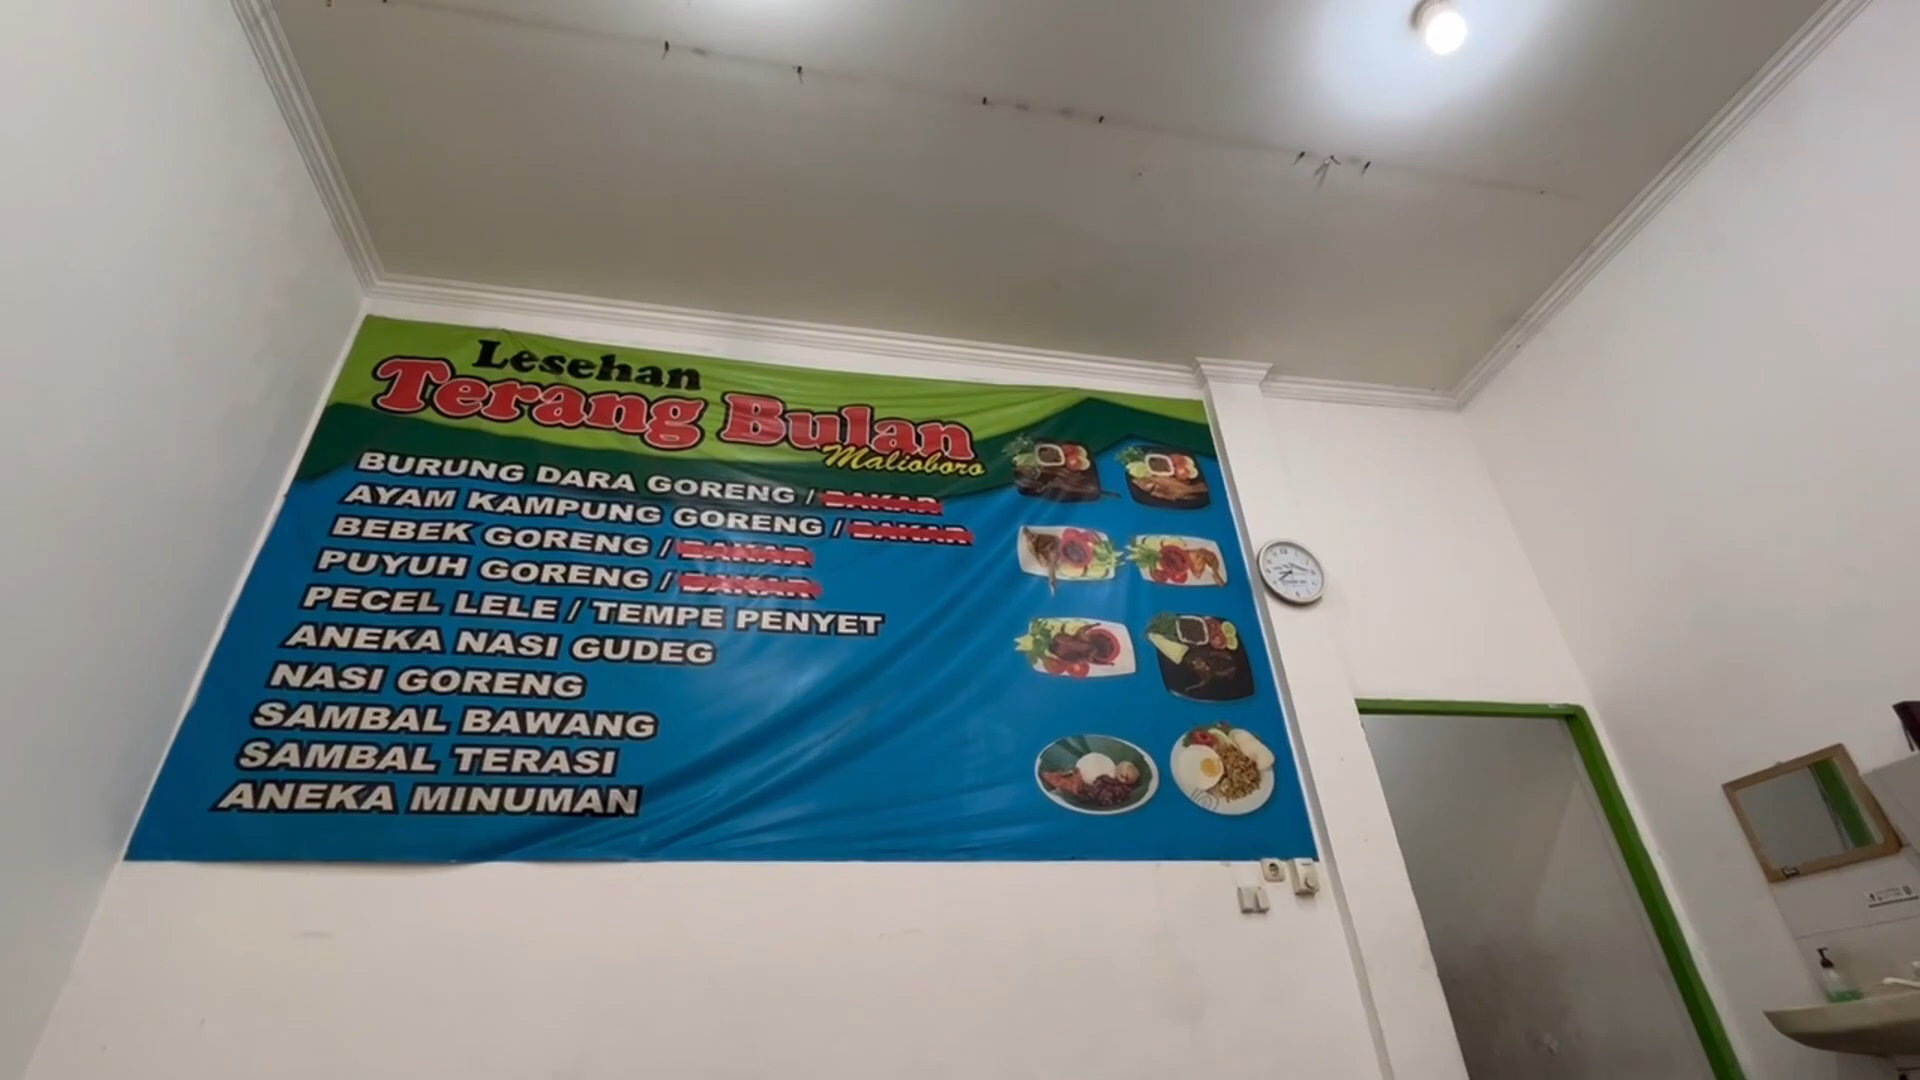 Lesehan
Terang Bulan
Malioboro
BURUNG DARA GORENG / BAKAR
AYAM KAMPUNG GORENG / BAKAR
BEBEK GORENG / BAKAR
PUYUH GORENG / BAKAR
PECEL LELE / TEMPE PENYET
ANEKA NASI GUDEG
NASI GORENG
SAMBAL BAWANG
SAMBAL TERASI
ANEKA MINUMAN